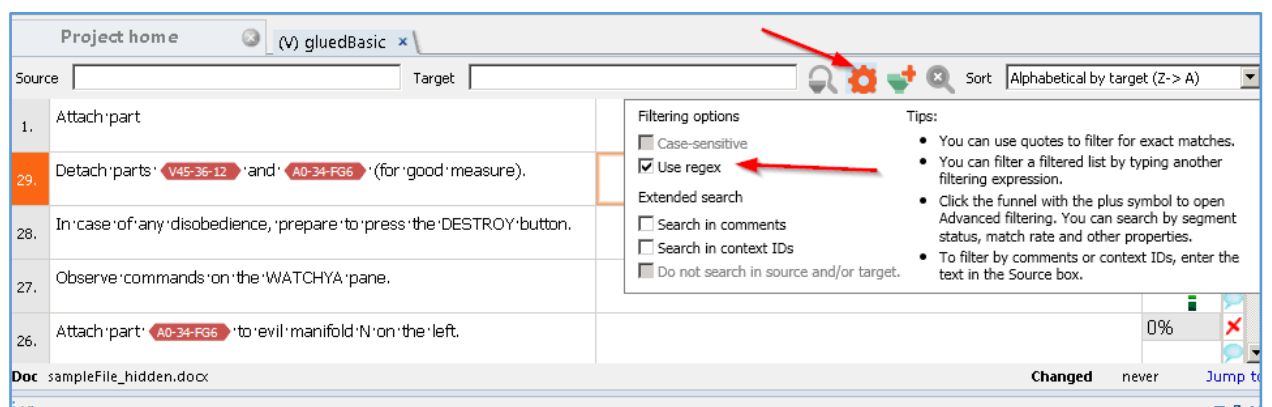 Project home
(V) gluedBasic
Source
Target
Sort
Alphabetical by target (Z-> A)
1.
Attach part
29.
Detach parts V45-36-12 and A0-34-FG6 (for good measure).
28.
In case of any disobedience, prepare to press the DESTROY button.
27.
Observe commands on the WATCHYA pane.
26.
Attach part A0-34-FG6 to evil manifold N on the left.
Filtering options
Case-sensitive
Use regex
Extended search
Search in comments
Search in context IDs
Do not search in source and/or target.
Tips:
• You can use quotes to filter for exact matches.
• You can filter a filtered list by typing another
filtering expression.
• Click the funnel with the plus symbol to open
Advanced filtering. You can search by segment
status, match rate and other properties.
• To filter by comments or context IDs, enter the
text in the Source box.
0%
Doc sampleFile_hidden.docx
Changed never
Jump to